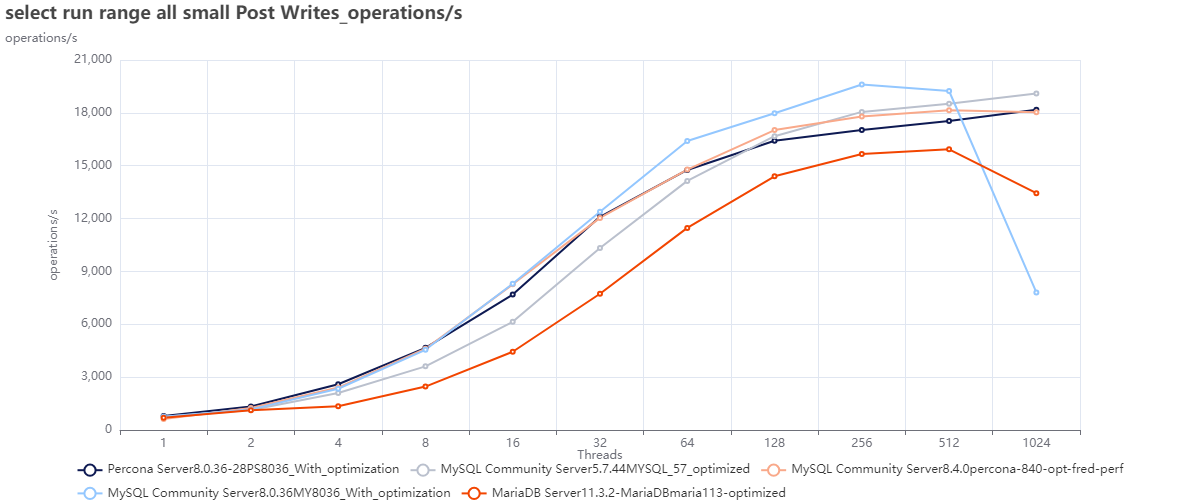 select run range all small Post Writes_operations/s
operations/s
21,000
18,000
15,000
12,000
9,000
6,000
3,000
0
operations/s
1 2 4 8 16 32 64 128 256 512 1024
Threads
Percona Server8.0.36-28PS8036_With_optimization MySQL Community Server5.7.44MYSQL_57_optimized MySQL Community Server8.4.0percona-840-opt-fred-perf
MySQL Community Server8.0.36MY8036_With_optimization MariaDB Server11.3.2-MariaDBmaria113-optimized